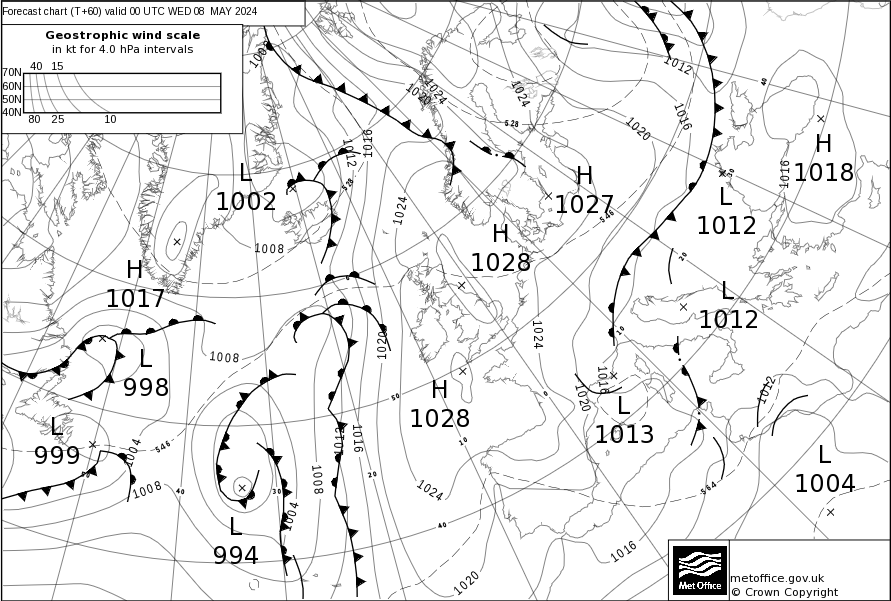 Forecast chart (T+60) valid 00 UTC WED 08 MAY 2024
Geostrophic wind scale
in kt for 4.0 hPa intervals
40 15
70N
60N
50N
40N
80 25 10
1008
1012
1016
1020
1024
1024
528
1020
1016
1012
40
H
1018
1016
L
1002
528
1024
H
1027
546
30
L
1012
H
1028
1008
20
H
1017
L
1012
10
1008
1020
1024
L
998
50
0
1016
1020
H
1028
L
1013
1012
L
999
1004
546
1012
1016
10
50
1008
40
30
1008
20
1024
564
L
1004
1004
L
994
40
1016
1020
Met Office
metoffice.gov.uk
© Crown Copyright